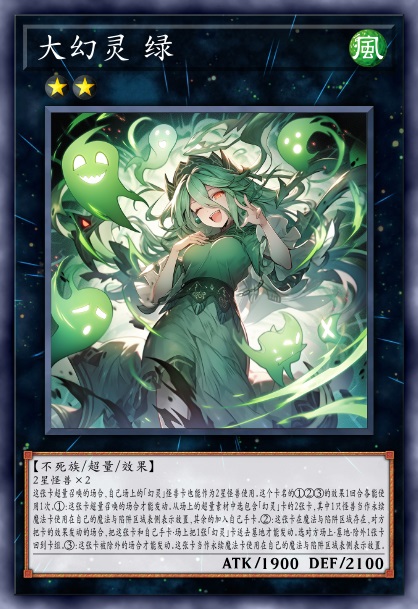 大幻灵 绿
風
【不死族/超量/效果】
2星怪兽×2
这张卡超量召唤的场合,自己场上的「幻灵」怪兽卡也能作为2星怪兽使用。这个卡名的①②③的效果1回合各能使
用1次。①:这张卡超量召唤的场合才能发动。从场上的超量素材中选包含「幻灵」卡的2张卡,其中1只怪兽当作永续
魔法卡使用在自己的魔法与陷阱区域表侧表示放置,其余的加入自己手卡。②:这张卡在魔法与陷阱区域存在,对方
把卡的效果发动的场合,把这张卡和自己手卡·场上把1张「幻灵」卡送去墓地才能发动。选对方场上·墓地·除外1张卡
回到卡组。③:这张卡被除外的场合才能发动。这张卡当作永续魔法卡使用在自己的魔法与陷阱区域表侧表示放置。
ATK/1900 DEF/2100